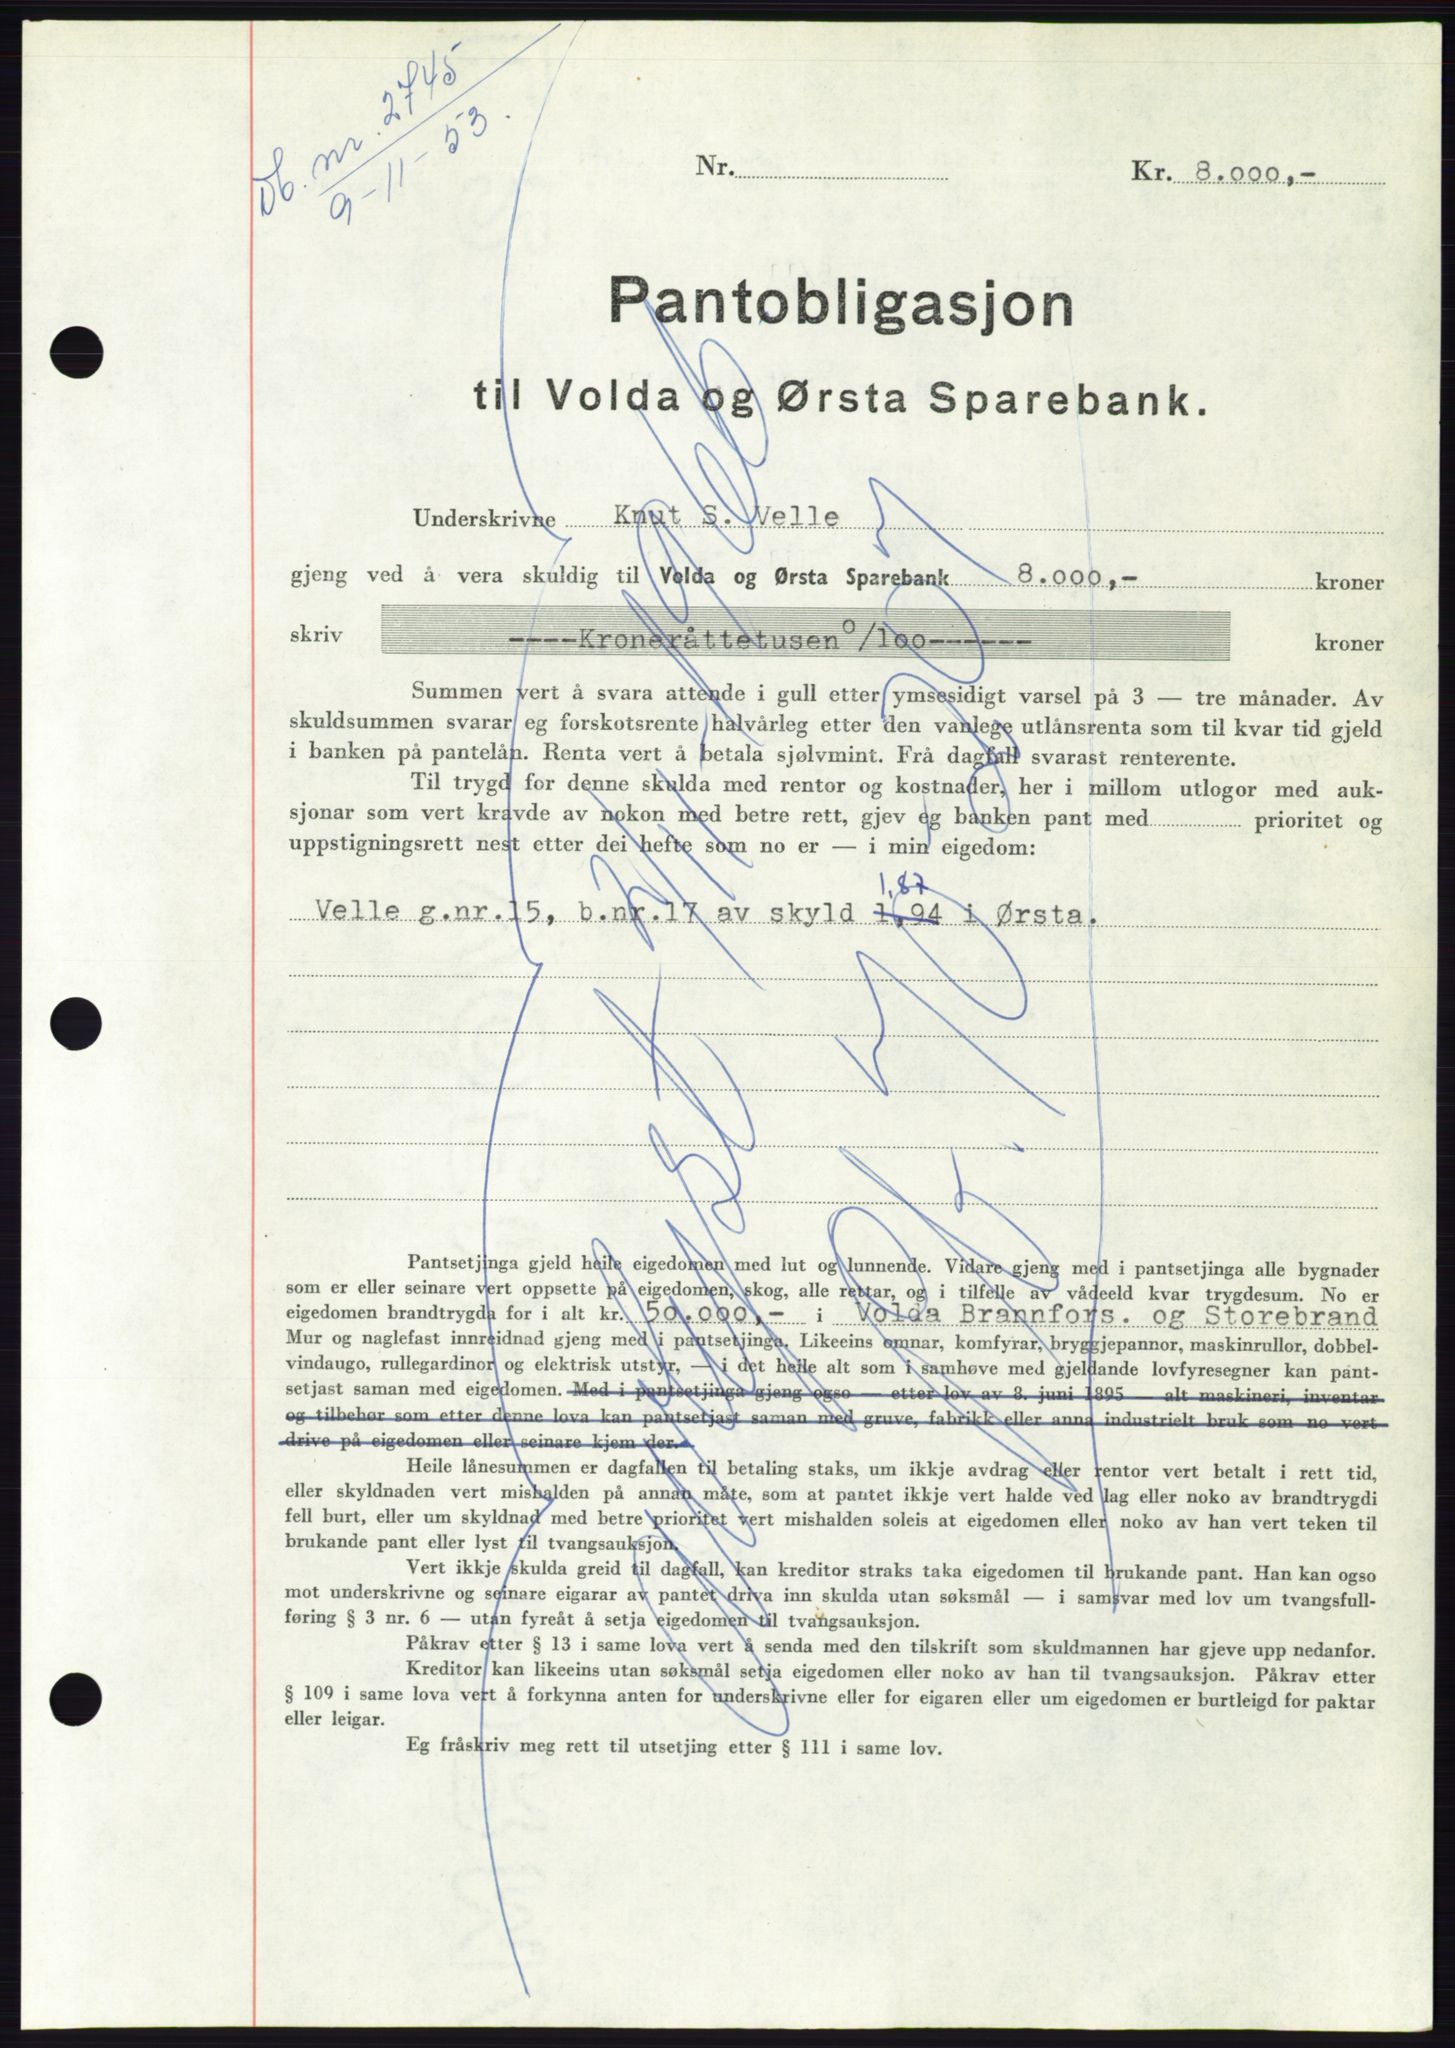 Db. nr. 2745
9-11-53.
Nr. Kr. 8.000,-
Pantobligasjon
til Volda og Ørsta Sparebank.
Underskrivne Knut S. Velle
gjeng ved å vera skuldig til Volda og Ørsta Sparebank 8.000,- kroner
skriv ----Kroneråttetusen o/100------ kroner
Summen vert å svara attende i gull etter ymsesidigt varsel på 3 — tre månader. Av
skuldsummen svarar eg forskotsrente halvårleg etter den vanlege utlånsrenta som til kvar tid gjeld
i banken på pantelån. Renta vert å betala sjølvmint. Frå dagfall svarast renterente.
Til trygd for denne skulda med rentor og kostnader, her i millom utlogor med auk-
sjonar som vert kravde av nokon med betre rett, gjev eg banken pant med prioritet og
uppstigningsrett nest etter dei hefte som no er — i min eigedom:
1,87
Velle g.nr.15, b.nr.17 av skyld 1,94 i Ørsta.
Pantsetjinga gjeld heile eigedomen med lut og lunnende. Vidare gjeng med i pantsetjinga alle bygnader
som er eller seinare vert oppsette på eigedomen, skog, alle rettar, og i tilfelle av vådeeld kvar trygdesum. No er
eigedomen brandtrygda for i alt kr. 50.000,- i Volda Brannfors. og Storebrand
Mur og naglefast innreidnad gjeng med i pantsetjinga. Likeeins omnar, komfyrar, bryggjepannor, maskinrullor, dobbel-
vindaugo, rullegardinor og elektrisk utstyr, — i det heile alt som i samhøve med gjeldande lovfyresegner kan pant-
setjast saman med eigedomen. Med i pantsetjinga gjeng ogso — etter lov av 8. juni 1895 — alt maskineri, inventar
og tilbehør som etter denne lova kan pantsetjast saman med gruve, fabrikk eller anna industrielt bruk som no vert
drive på eigedomen eller seinare kjem der.
Heile lånesummen er dagfallen til betaling staks, um ikkje avdrag eller rentor vert betalt i rett tid,
eller skyldnaden vert mishalden på annan måte, som at pantet ikkje vert halde ved lag eller noko av brandtrygdi
fell burt, eller um skyldnad med betre prioritet vert mishalden soleis at eigedomen eller noko av han vert teken til
brukande pant eller lyst til tvangsauksjon.
Vert ikkje skulda greid til dagfall, kan kreditor straks taka eigedomen til brukande pant. Han kan ogso
mot underskrivne og seinare eigarar av pantet driva inn skulda utan søksmål — i samsvar med lov um tvangsfull-
føring § 3 nr. 6 — utan fyreåt å setja eigedomen til tvangsauksjon.
Påkrav etter § 13 i same lova vert å senda med den tilskrift som skuldmannen har gjeve upp nedanfor.
Kreditor kan likeeins utan søksmål setja eigedomen eller noko av han til tvangsauksjon. Påkrav etter
§ 109 i same lova vert å forkynna anten for underskrivne eller for eigaren eller um eigedomen er burtleigd for paktar
eller leigar.
Eg fråskriv meg rett til utsetjing etter § 111 i same lov.